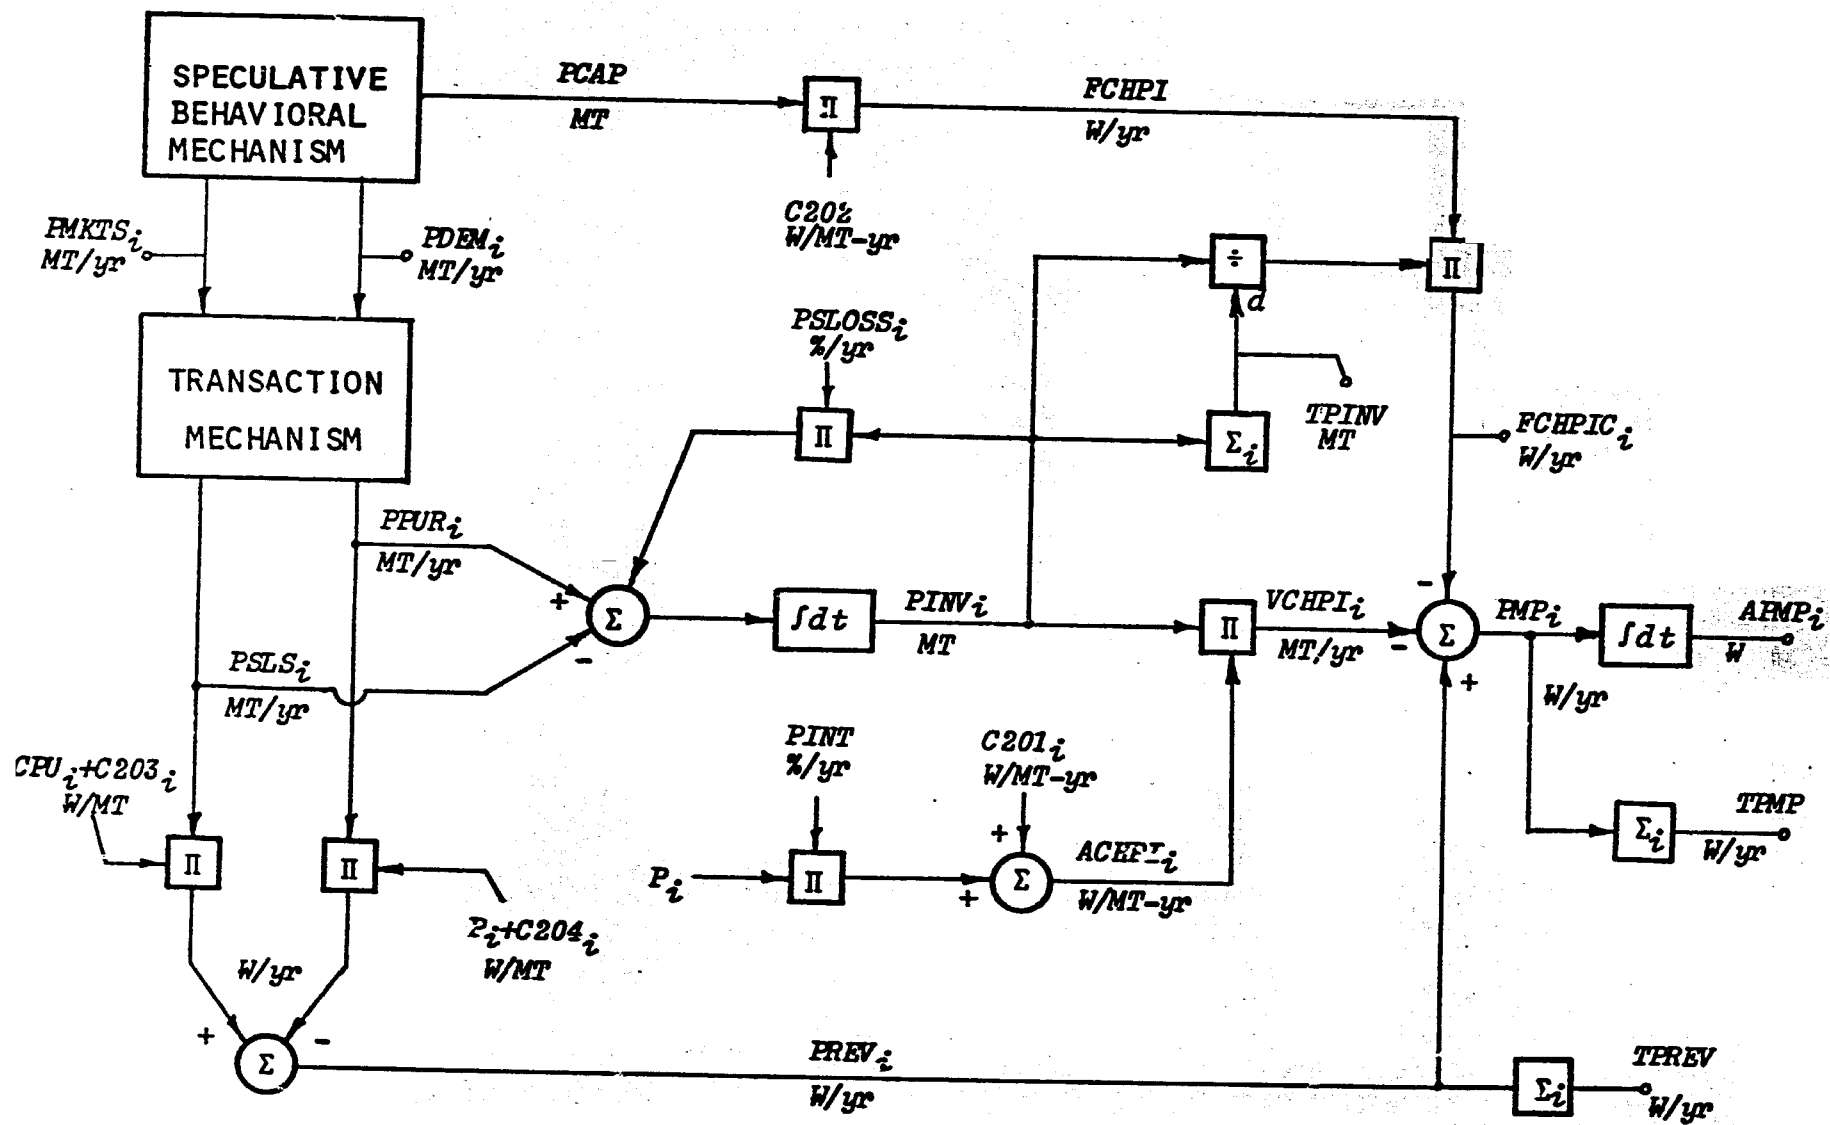 SPECULATIVE
BEHAVIORAL
MECHANISM
PCAP
MT
Π
FCHPI
W/yr
C202
W/MT-yr
PMKTSᵢ
MT/yr
PDEMᵢ
MT/yr
÷
d
Π
PSLOSSᵢ
%/yr
TRANSACTION
MECHANISM
Π
Σᵢ
TPINV
MT
FCHPICᵢ
W/yr
PPURᵢ
MT/yr
+
Σ
-
∫dt
PINVᵢ
MT
Π
VCHPIᵢ
MT/yr
-
-
Σ
+
PMPᵢ
W/yr
∫dt
APMPᵢ
W
PSLSᵢ
MT/yr
CPUᵢ+C203ᵢ
W/MT
Π
Π
Pᵢ+C204ᵢ
W/MT
PINT
%/yr
C201ᵢ
W/MT-yr
Pᵢ
Π
+
+
Σ
W/MT-yr
Σᵢ
TPMP
W/yr
W/yr
+
-
Σ
PREVᵢ
W/yr
Σᵢ
TPREV
W/yr